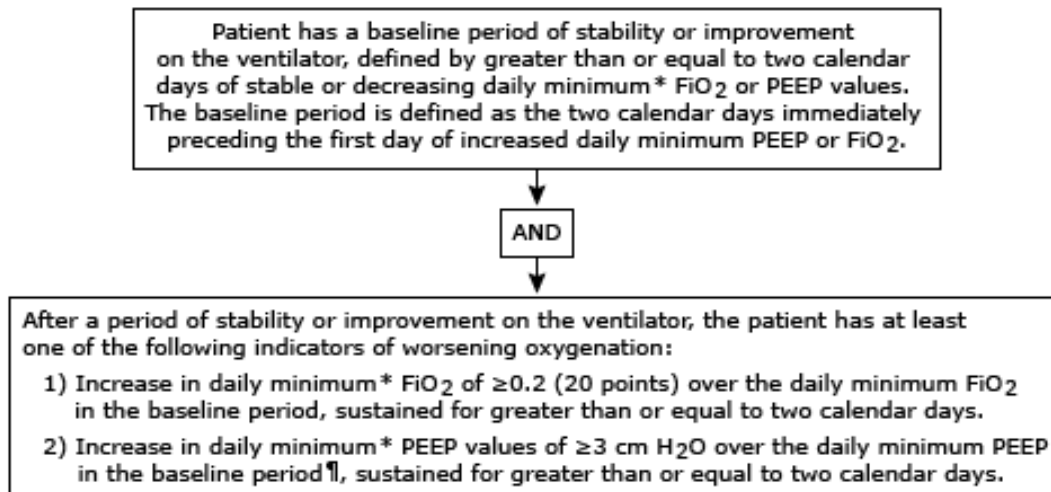 Patient has a baseline period of stability or improvement
on the ventilator, defined by greater than or equal to two calendar
days of stable or decreasing daily minimum* FiO2 or PEEP values.
The baseline period is defined as the two calendar days immediately
preceding the first day of increased daily minimum PEEP or FiO2.
AND
After a period of stability or improvement on the ventilator, the patient has at least
one of the following indicators of worsening oxygenation:
1) Increase in daily minimum* FiO2 of ≥0.2 (20 points) over the daily minimum FiO2
in the baseline period, sustained for greater than or equal to two calendar days.
2) Increase in daily minimum* PEEP values of ≥3 cm H2O over the daily minimum PEEP
in the baseline period¶, sustained for greater than or equal to two calendar days.